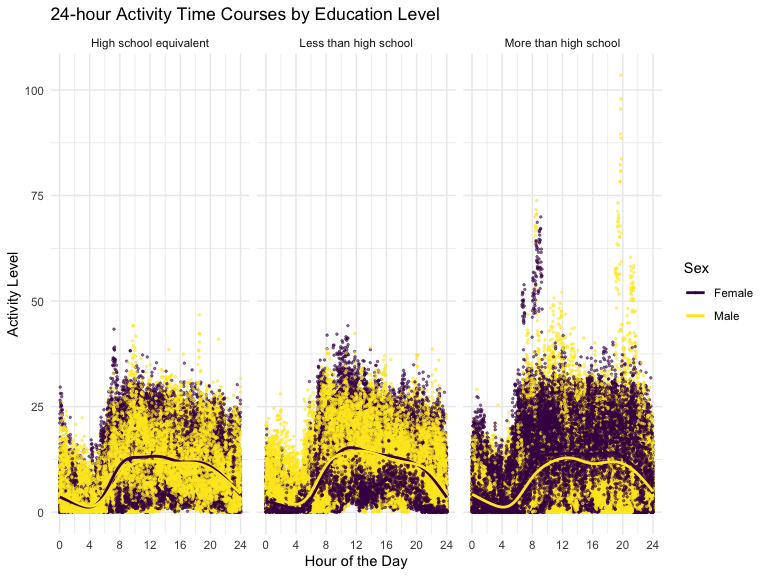 24-hour Activity Time Courses by Education Level
High school equivalent
Less than high school
More than high school
100
75
50
25
0
Activity Level
0 4 8 12 16 20 24
0 4 8 12 16 20 24
0 4 8 12 16 20 24
Hour of the Day
Sex
Female
Male